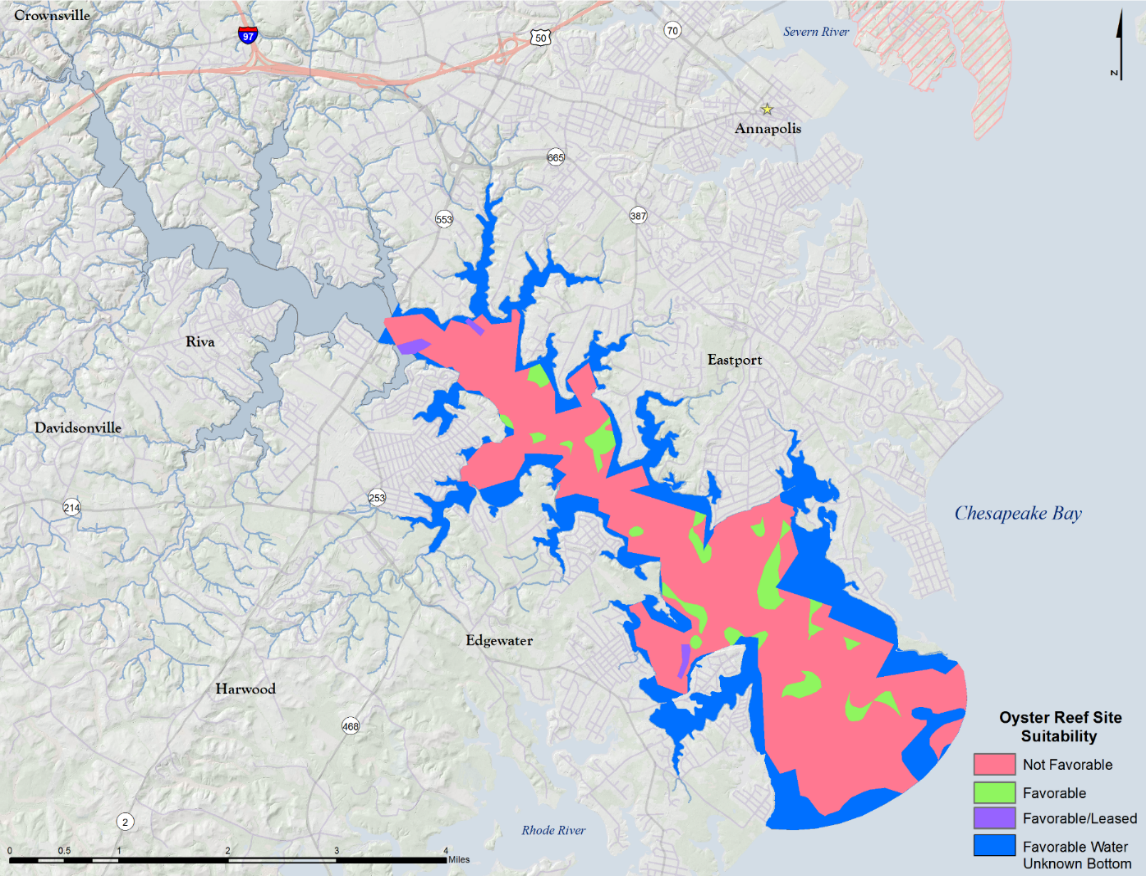 Crownsville
97
50
70
Severn River
N
Annapolis
665
553
387
Riva
Eastport
Davidsonville
253
214
Chesapeake Bay
Edgewater
Harwood
468
2
Rhode River
Oyster Reef Site
Suitability
Not Favorable
Favorable
Favorable/Leased
Favorable Water
Unknown Bottom
0 0.5 1 2 3 4
Miles